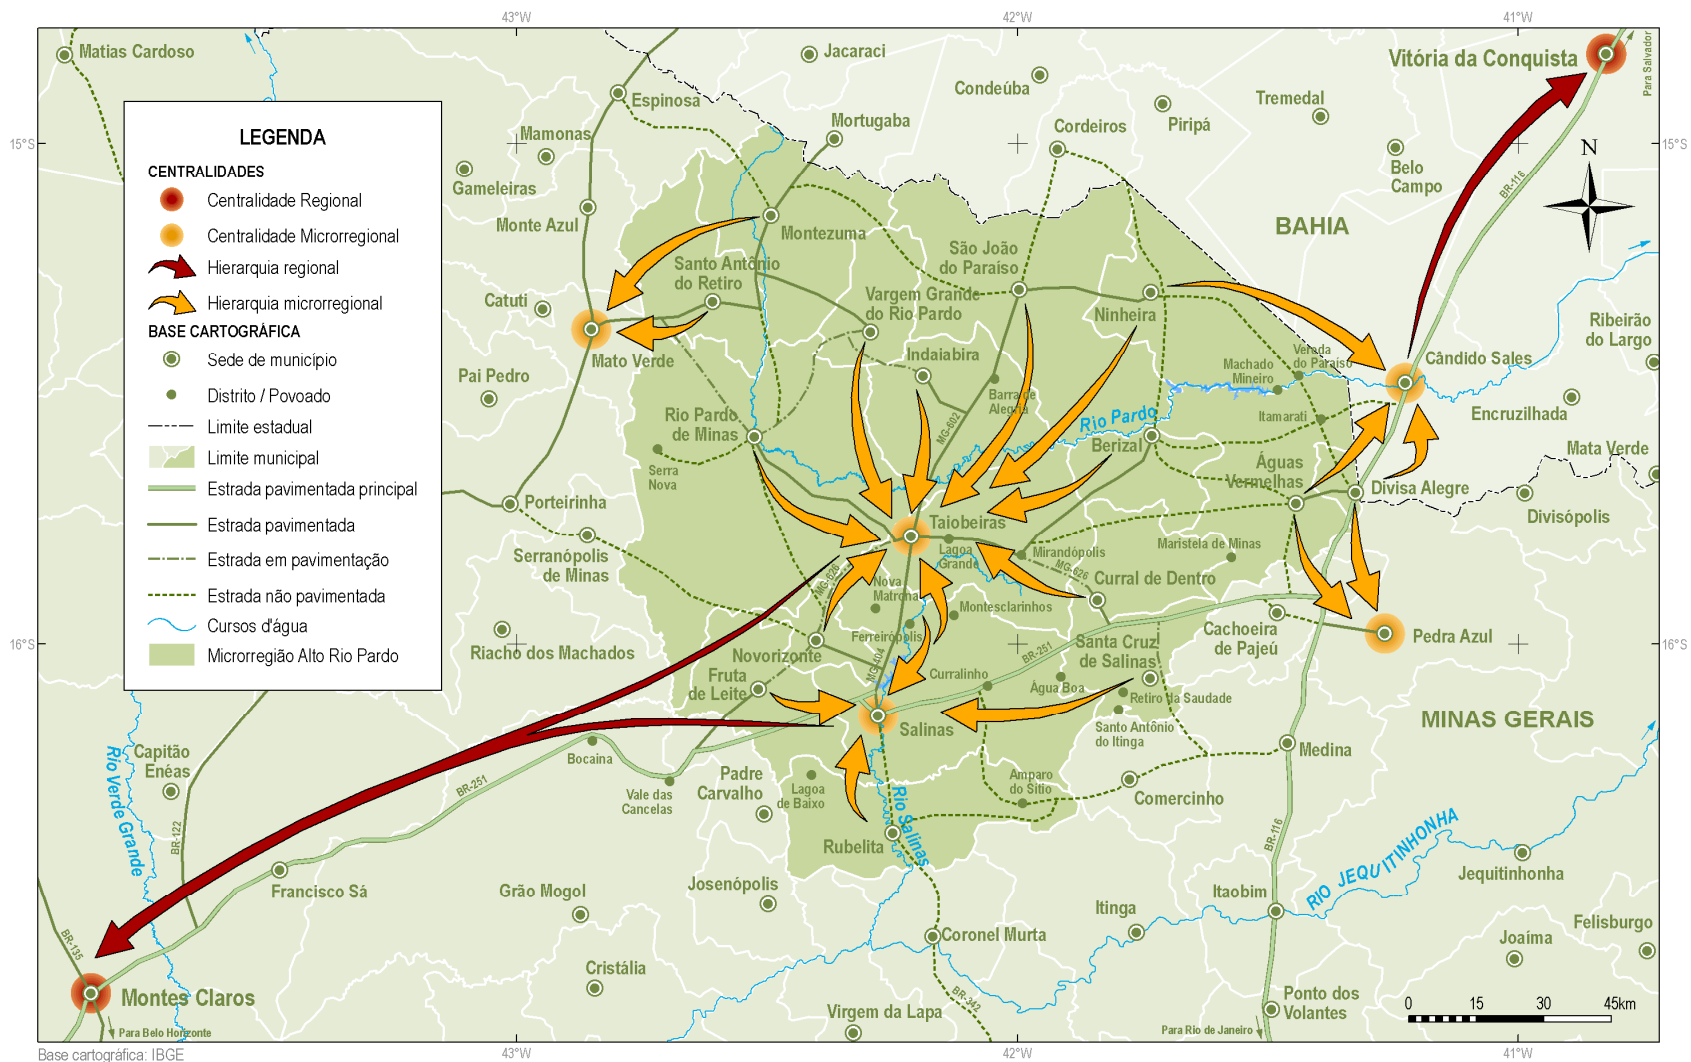 43°W
42°W
41°W
Matias Cardoso
Jacaraci
Condeúba
Vitória da Conquista
Para Salvador
Espinosa
Mortugaba
Tremedal
Piripá
Cordeiros
Mamonas
15°S
15°S
Gameleiras
Monte Azul
Belo
Campo
BR-116
N
BAHIA
LEGENDA
CENTRALIDADES
Centralidade Regional
Centralidade Microrregional
Hierarquia regional
Hierarquia microrregional
BASE CARTOGRÁFICA
Sede de município
Distrito / Povoado
Limite estadual
Limite municipal
Estrada pavimentada principal
Estrada pavimentada
Estrada em pavimentação
Estrada não pavimentada
Cursos d'água
Microrregião Alto Rio Pardo
Montezuma
São João
do Paraíso
Santo Antônio
do Retiro
Catuti
Vargem Grande
do Rio Pardo
Ninheira
Mato Verde
Indaiabira
Ribeirão
do Largo
Cândido Sales
Vereda
do Paraíso
Machado
Mineiro
Pai Pedro
Barra de
Alegria
MG-602
Rio Pardo
Itamarati
Encruzilhada
Rio Pardo
de Minas
Berizal
Mata Verde
Serra
Nova
Águas
Vermelhas
Divisa Alegre
Porteirinha
Divisópolis
Taiobeiras
Serranópolis
de Minas
Lagoa
Grande
Mirandópolis
Maristela de Minas
MG-626
MG-626
Curral de Dentro
Nova
Matrona
Montesclarinhos
Ferreirópolis
Cachoeira
de Pajeú
Pedra Azul
16°S
16°S
Riacho dos Machados
Novorizonte
MG-404
BR-251
Santa Cruz
de Salinas
Fruta
de Leite
Curralinho
Água Boa
Retiro da Saudade
Santo Antônio
do Itinga
Salinas
MINAS GERAIS
Medina
Capitão
Enéas
Bocaina
Rio Verde Grande
BR-251
Vale das
Cancelas
Padre
Carvalho
Lagoa
de Baixo
Amparo
do Sítio
Comercinho
Rio Salinas
BR-122
BR-116
Rubelita
RIO JEQUITINHONHA
Francisco Sá
Grão Mogol
Josenópolis
Itaobim
Jequitinhonha
Itinga
Felisburgo
Joaíma
BR-135
Coronel Murta
Cristália
Montes Claros
BR-342
Ponto dos
Volantes
0 15 30 45km
Virgem da Lapa
Para Belo Horizonte
Para Rio de Janeiro
Base cartográfica: IBGE
43°W
42°W
41°W